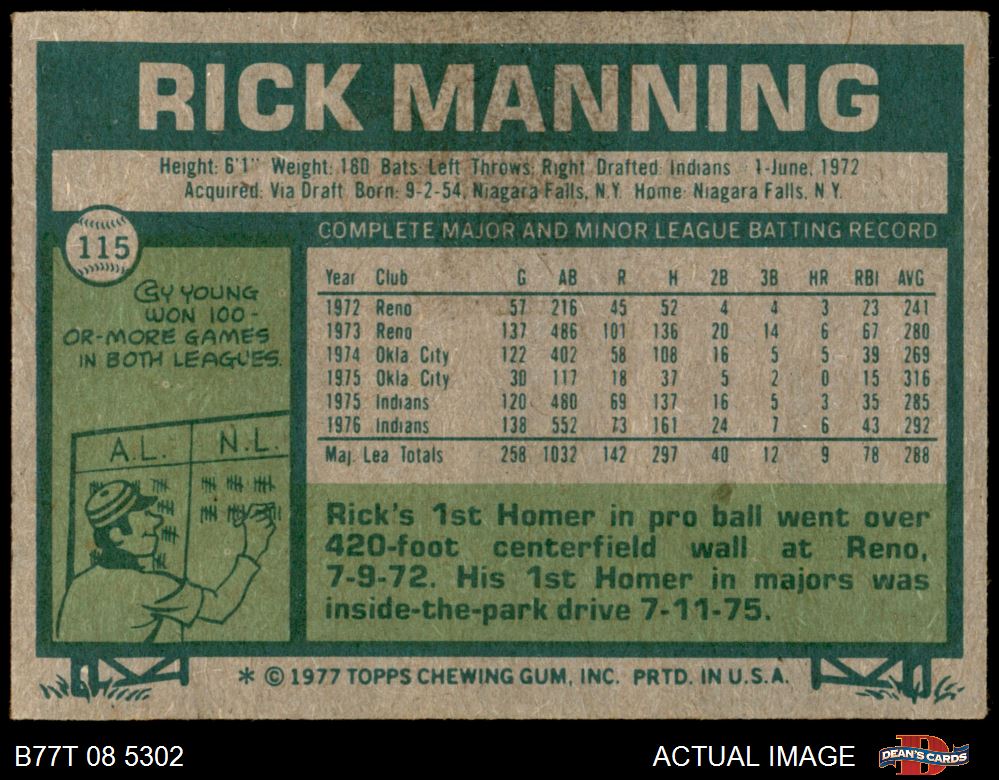 RICK MANNING
Height: 6'1" Weight: 180 Bats: Left Throws: Right Drafted: Indians 1-June, 1972
Acquired: Via Draft Born: 9-2-54, Niagara Falls, N.Y. Home: Niagara Falls, N.Y.
115
COMPLETE MAJOR AND MINOR LEAGUE BATTING RECORD
CY YOUNG
WON 100-
OR-MORE GAMES
IN BOTH LEAGUES.
A.L. N.L.
Year Club G AB R H 2B 3B HR RBI AVG
1972 Reno 57 216 45 52 4 4 3 23 241
1973 Reno 137 486 101 136 20 14 6 67 280
1974 Okla. City 122 402 58 108 16 5 5 39 269
1975 Okla. City 30 117 18 37 5 2 0 15 316
1975 Indians 120 480 69 137 16 5 3 35 285
1976 Indians 138 552 73 161 24 7 6 43 292
Maj. Lea Totals 258 1032 142 297 40 12 9 78 288
Rick's 1st Homer in pro ball went over
420-foot centerfield wall at Reno,
7-9-72. His 1st Homer in majors was
inside-the-park drive 7-11-75.
* © 1977 TOPPS CHEWING GUM, INC. PRTD. IN U.S.A.
B77T 08 5302
ACTUAL IMAGE
DEAN'S CARDS